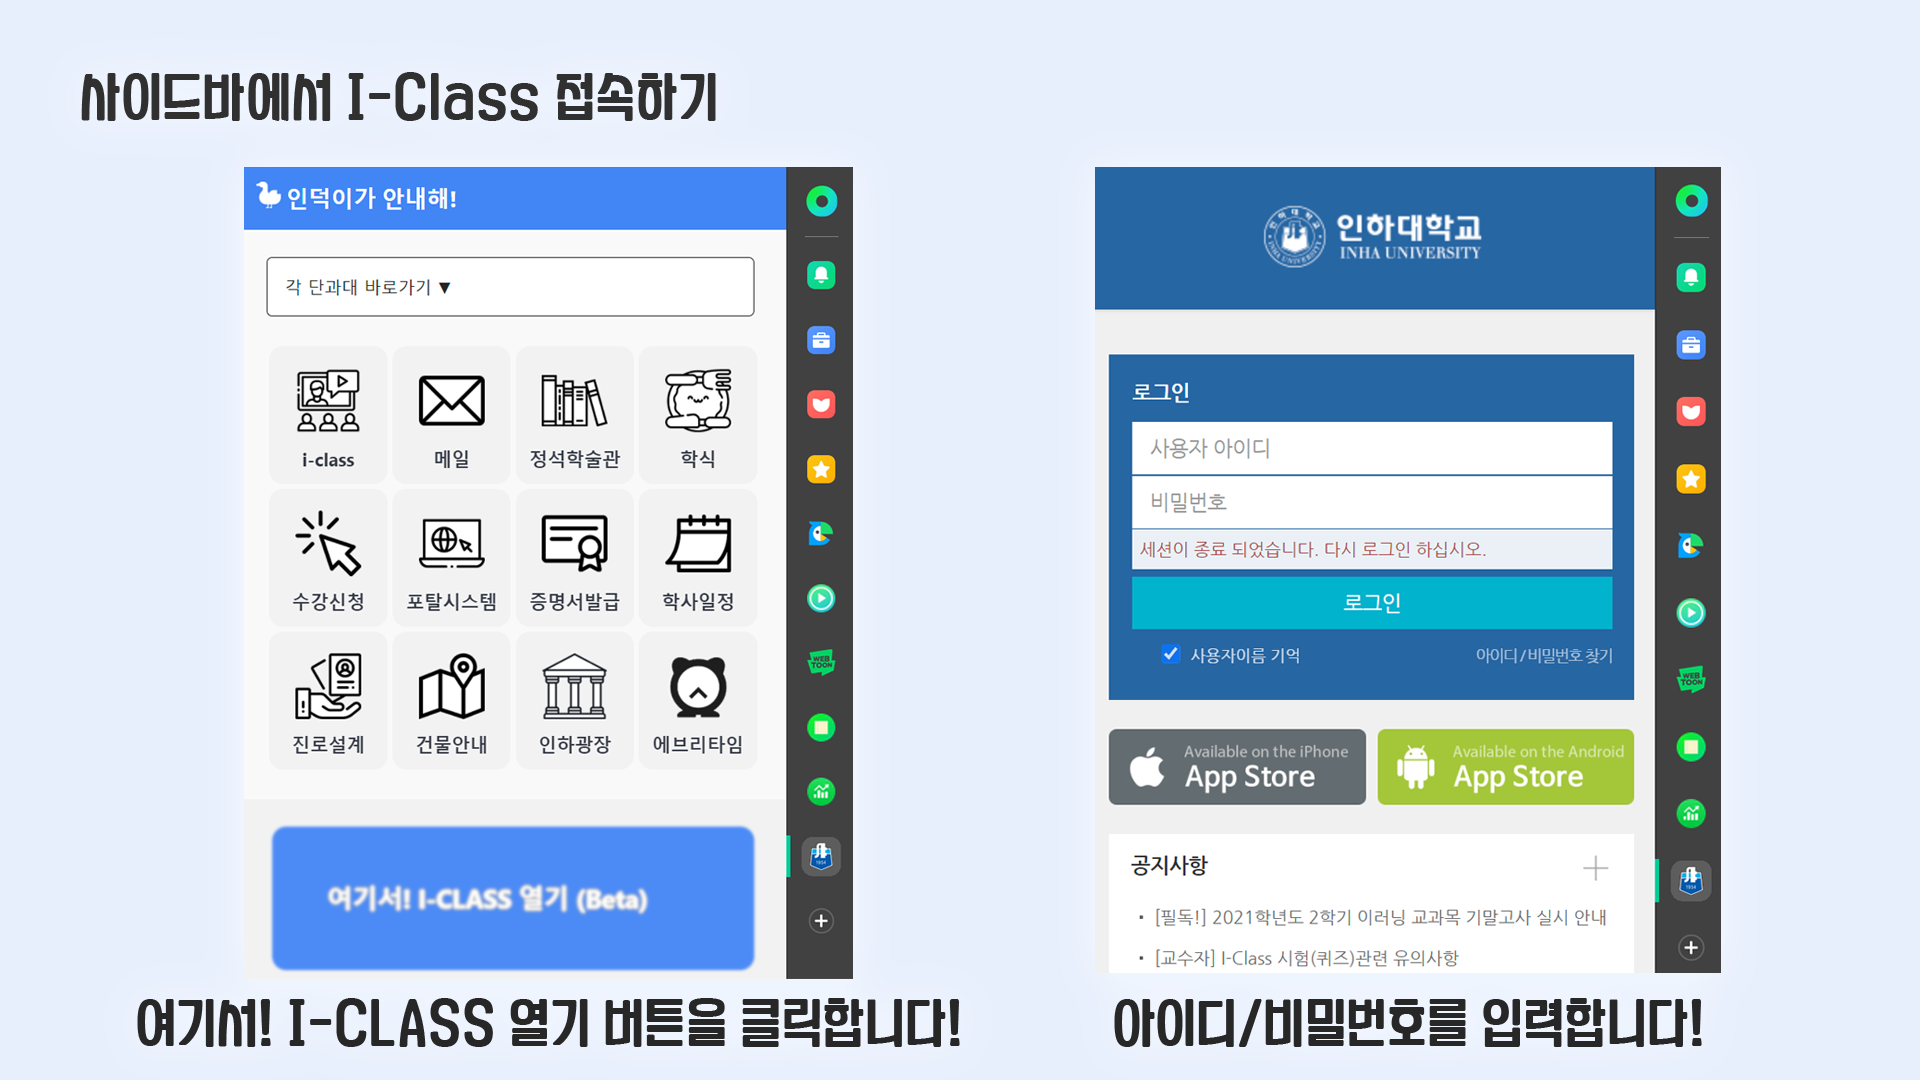 사이드바에서 I-Class 접속하기
인덕이가 안내해!
각 단과대 바로가기 ▼
i-class
메일
정석학술관
학식
수강신청
포탈시스템
증명서발급
학사일정
진로설계
건물안내
인하광장
에브리타임
여기서! I-CLASS 열기 (Beta)
WEB
TOON
1954
여기서! I-CLASS 열기 버튼을 클릭합니다!
인하대학교
INHA UNIVERSITY
로그인
사용자 아이디
비밀번호
세션이 종료 되었습니다. 다시 로그인 하십시오.
로그인
사용자이름 기억
아이디/비밀번호 찾기
Available on the iPhone
App Store
Available on the Android
App Store
공지사항
• [필독!] 2021학년도 2학기 이러닝 교과목 기말고사 실시 안내
• [교수자] I-Class 시험(퀴즈)관련 유의사항
WEB
TOON
1954
아이디/비밀번호를 입력합니다!